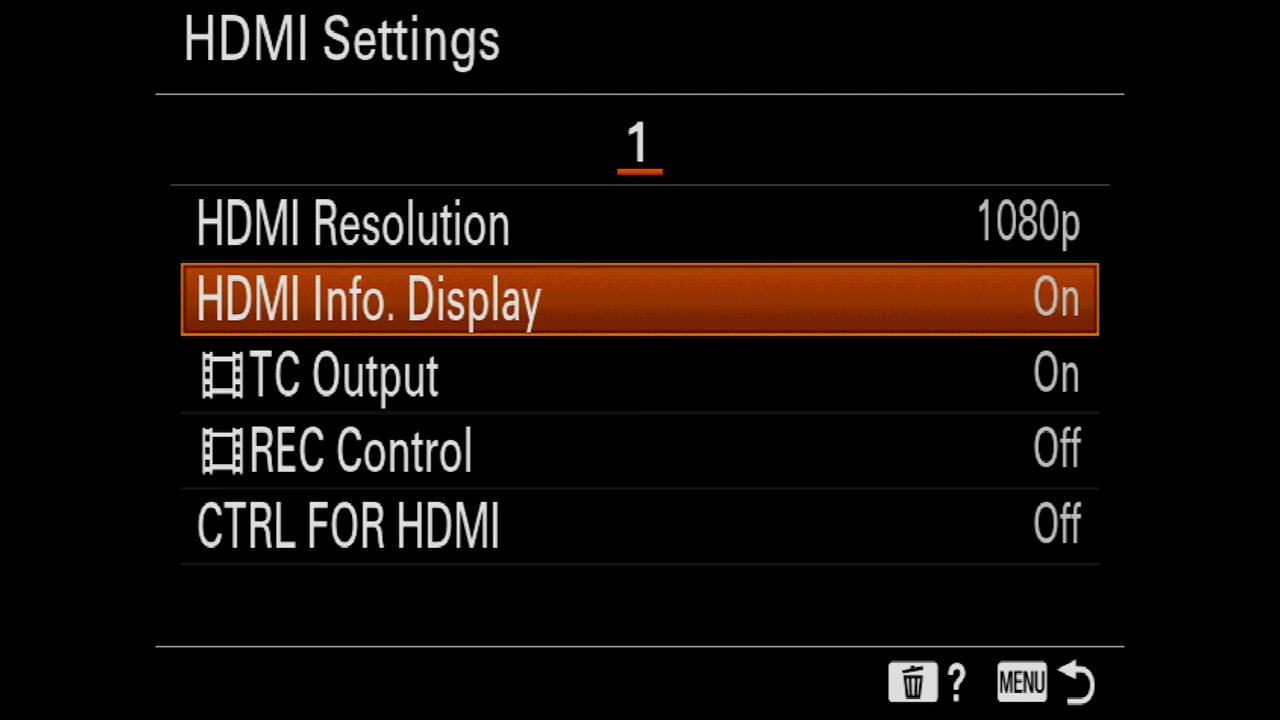 HDMI Settings
1
HDMI Resolution 1080p
HDMI Info. Display On
TC Output On
REC Control Off
CTRL FOR HDMI Off
? MENU